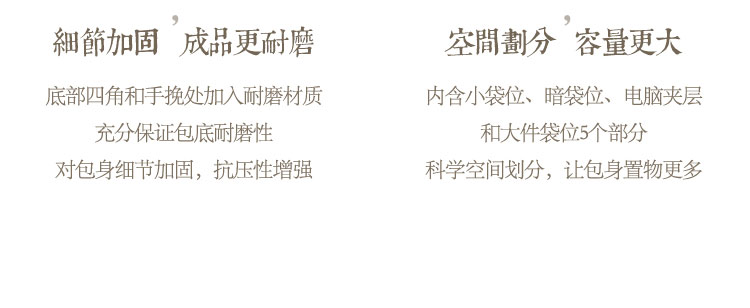 細節加固，成品更耐磨
底部四角和手挽处加入耐磨材质
充分保证包底耐磨性
对包身细节加固，抗压性增强
空間劃分，容量更大
内含小袋位、暗袋位、电脑夹层
和大件袋位5个部分
科学空间划分，让包身置物更多